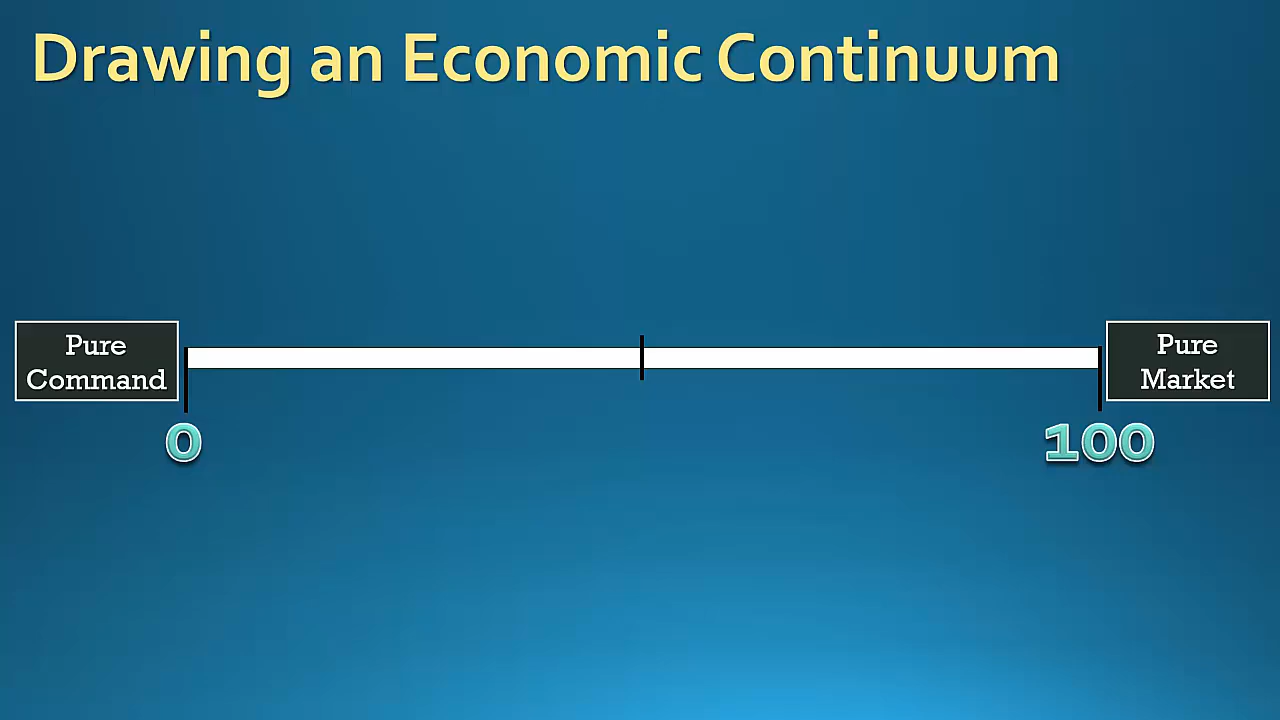 Drawing an Economic Continuum
Pure
Command
Pure
Market
0
100